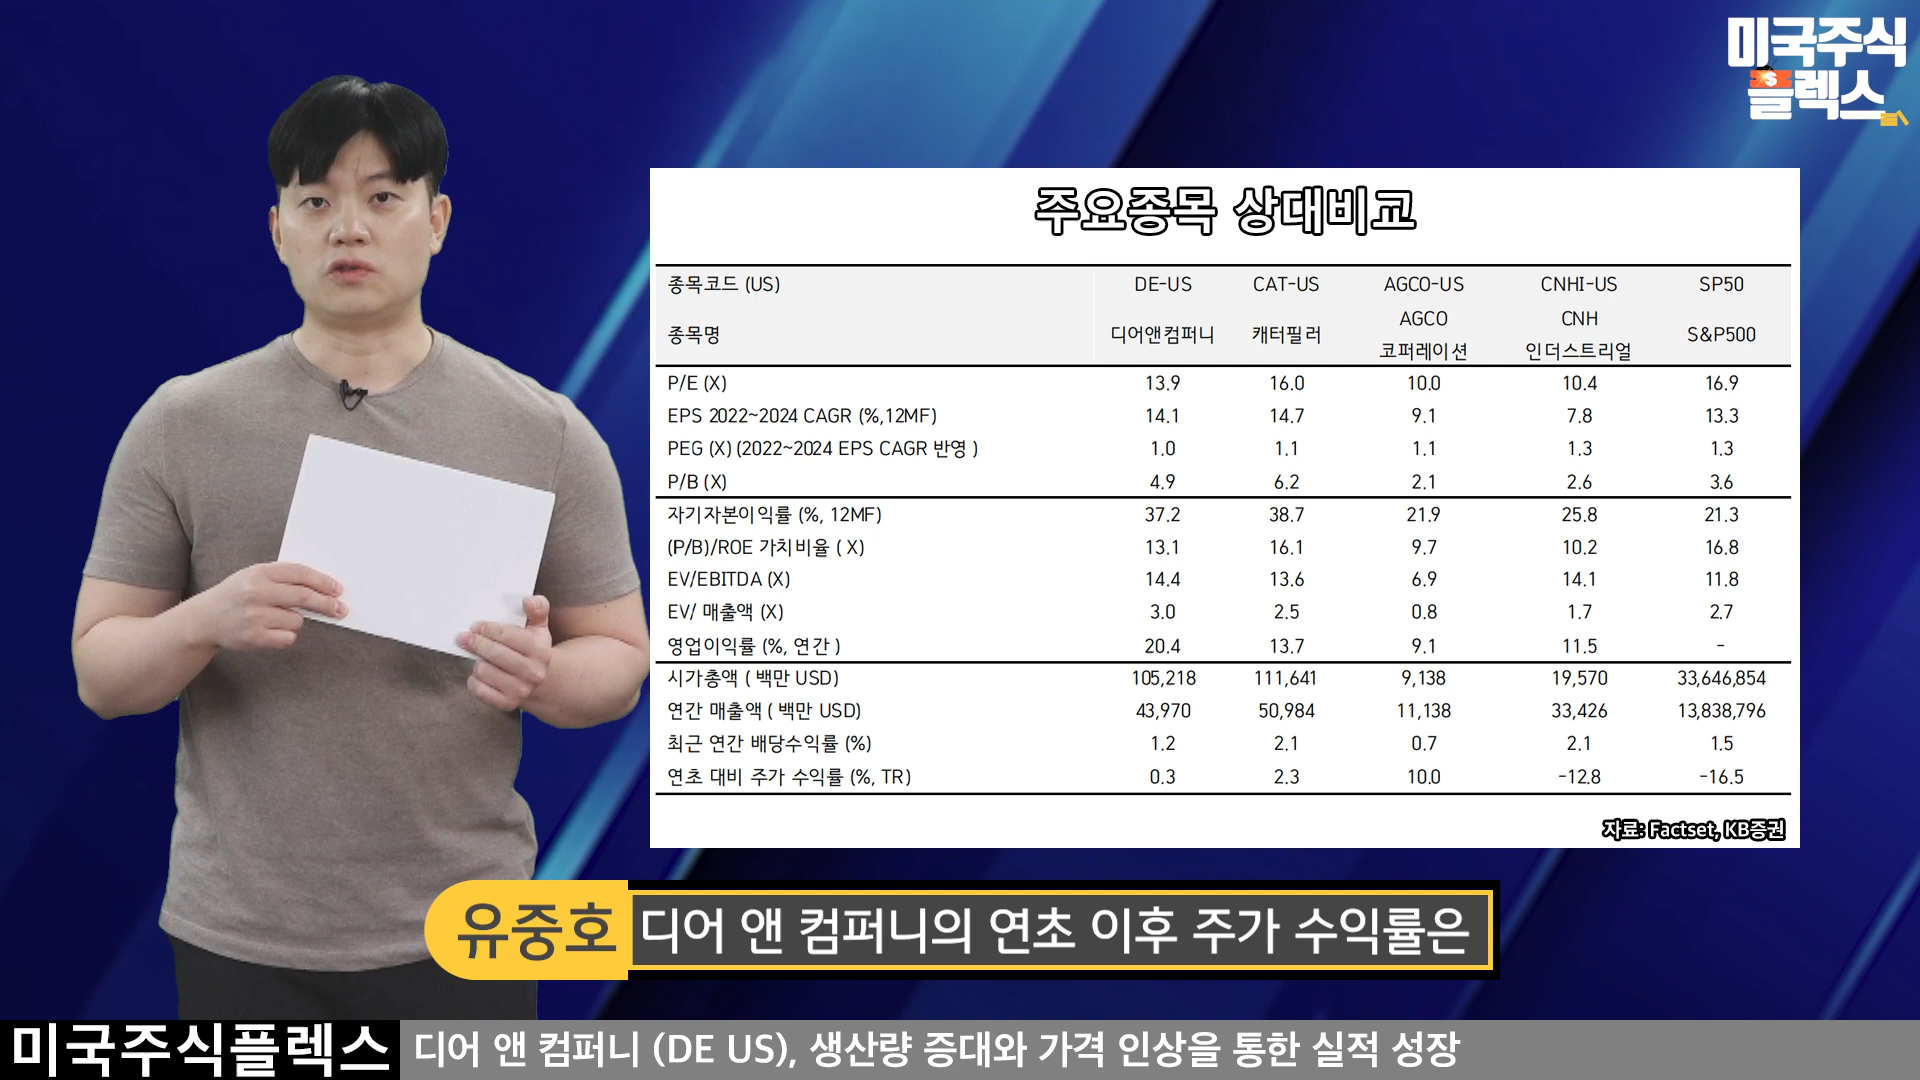 미국주식
플렉스
주요종목 상대비교
종목코드 (US) DE-US CAT-US AGCO-US CNHI-US SP50
종목명 디어앤컴퍼니 캐터필러 AGCO 코퍼레이션 CNH 인더스트리얼 S&P500
P/E (X) 13.9 16.0 10.0 10.4 16.9
EPS 2022~2024 CAGR (%,12MF) 14.1 14.7 9.1 7.8 13.3
PEG (X) (2022~2024 EPS CAGR 반영 ) 1.0 1.1 1.1 1.3 1.3
P/B (X) 4.9 6.2 2.1 2.6 3.6
자기자본이익률 (%, 12MF) 37.2 38.7 21.9 25.8 21.3
(P/B)/ROE 가치비율 ( X) 13.1 16.1 9.7 10.2 16.8
EV/EBITDA (X) 14.4 13.6 6.9 14.1 11.8
EV/ 매출액 (X) 3.0 2.5 0.8 1.7 2.7
영업이익률 (%, 연간 ) 20.4 13.7 9.1 11.5 -
시가총액 ( 백만 USD) 105,218 111,641 9,138 19,570 33,646,854
연간 매출액 ( 백만 USD) 43,970 50,984 11,138 33,426 13,838,796
최근 연간 배당수익률 (%) 1.2 2.1 0.7 2.1 1.5
연초 대비 주가 수익률 (%, TR) 0.3 2.3 10.0 -12.8 -16.5
자료: Factset, KB증권
유중호 디어 앤 컴퍼니의 연초 이후 주가 수익률은
미국주식플렉스 디어 앤 컴퍼니 (DE US), 생산량 증대와 가격 인상을 통한 실적 성장